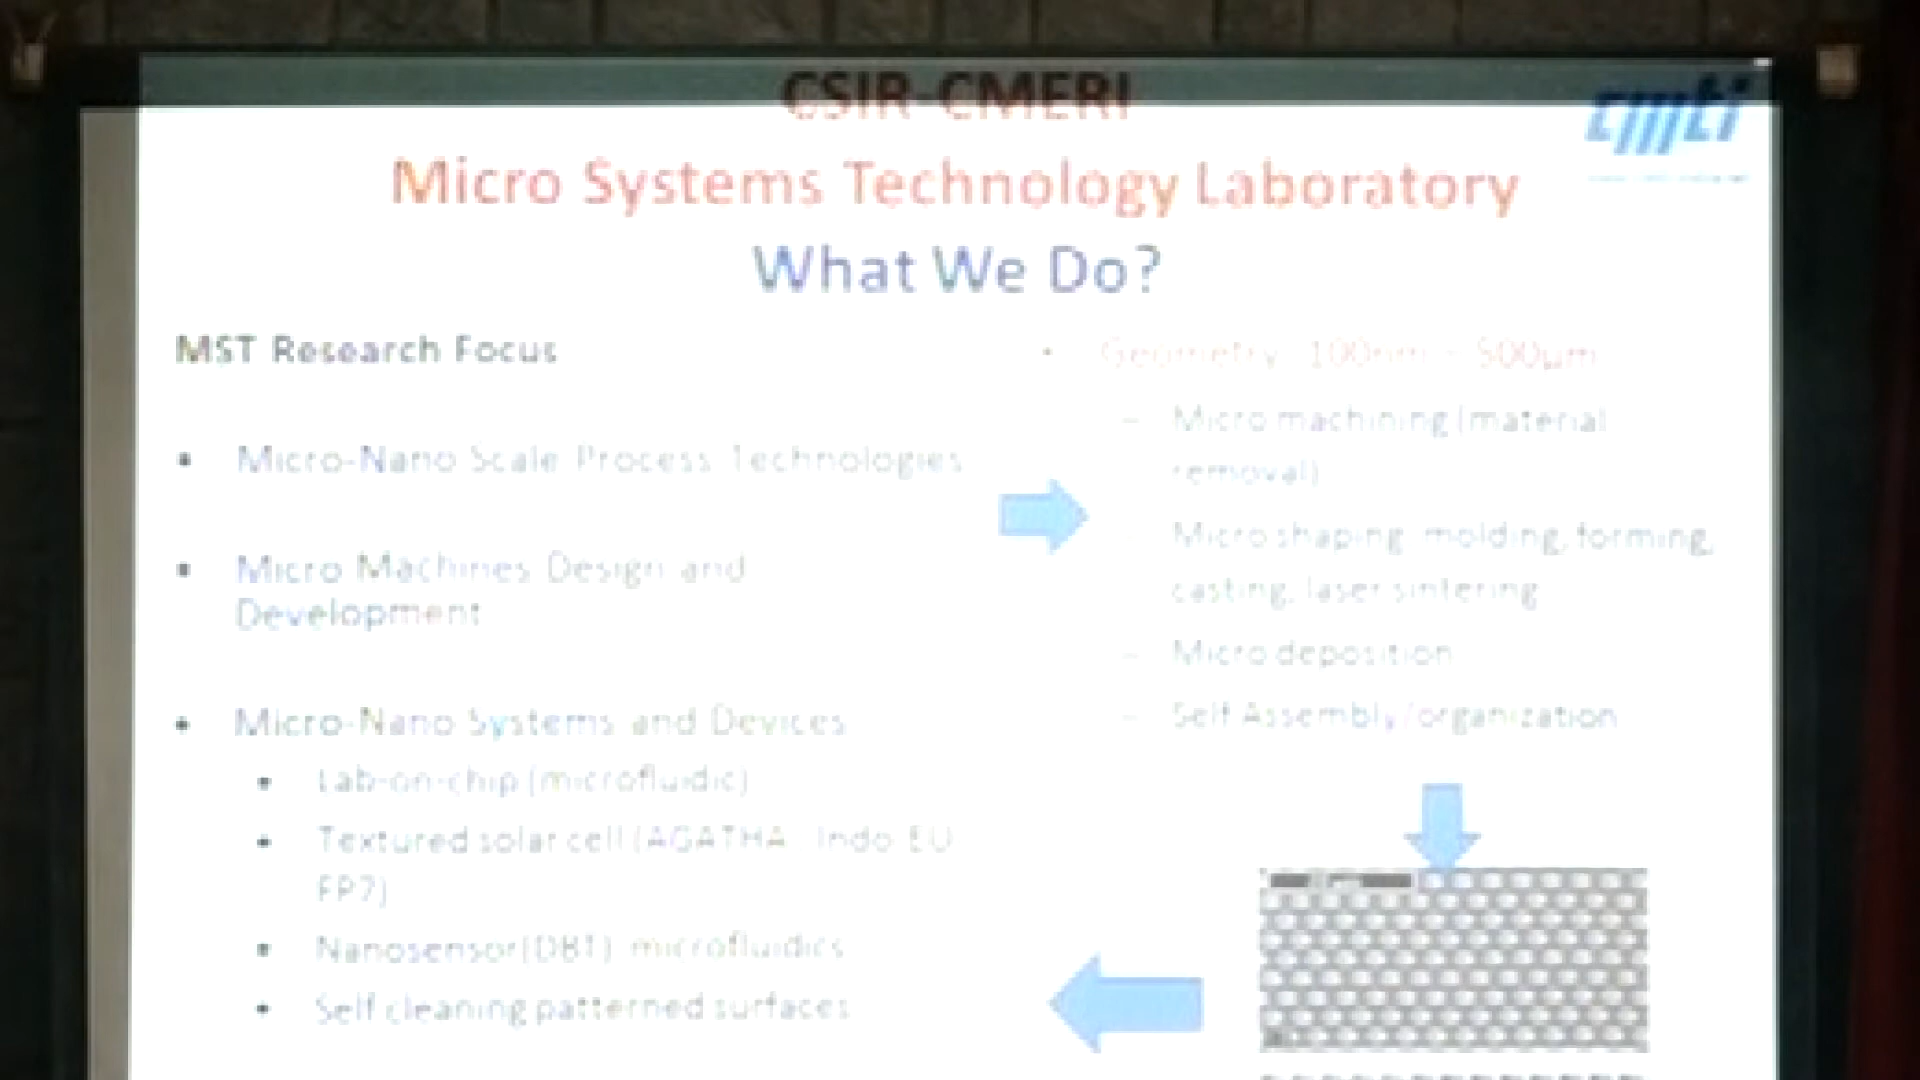 CSIR-CMERI
cmti
Micro Systems Technology Laboratory
What We Do?
MST Research Focus
• Micro-Nano Scale Process Technologies
• Micro Machines Design and
Development
• Micro-Nano Systems and Devices
• Lab-on-chip (microfluidic)
• Textured solar cell (AGATHA Indo EU
FP7)
• Nanosensor(DBT) microfluidics
• Self cleaning patterned surfaces
• Geometry 100nm - 500µm
– Micro machining (material
removal)
Micro shaping molding, forming,
casting, laser sintering
– Micro deposition
– Self Assembly/organization